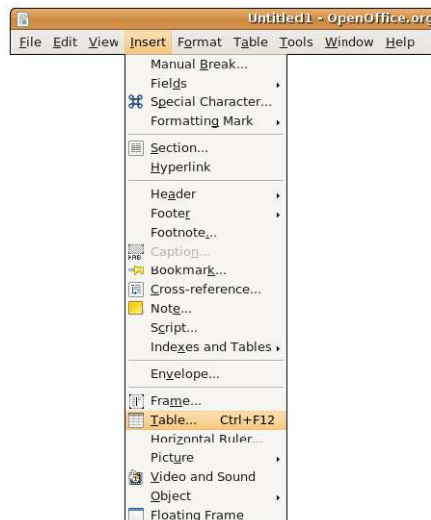 Untitled1 - OpenOffice.org
File Edit View Insert Format Table Tools Window Help
Manual Break...
Fields
Special Character...
Formatting Mark
Section...
Hyperlink
Header
Footer
Footnote...
Caption...
Bookmark...
Cross-reference...
Note...
Script...
Indexes and Tables
Envelope...
Frame...
Table... Ctrl+F12
Horizontal Ruler...
Picture
Video and Sound
Object
Floating Frame